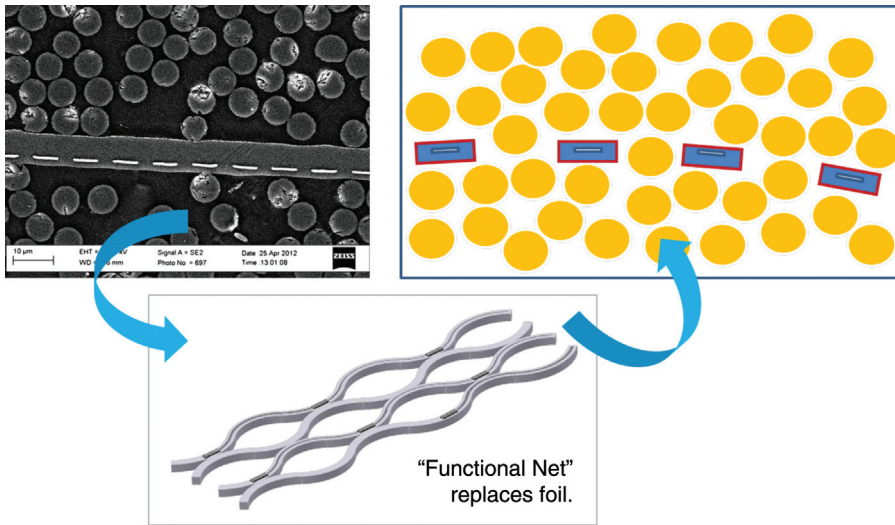 10 µm
EHT = kV
Signal A = SE2
Date :25 Apr 2012
ZEISS
WD = mm
Photo No. = 697
Time :13:01:08
“Functional Net”
replaces foil.